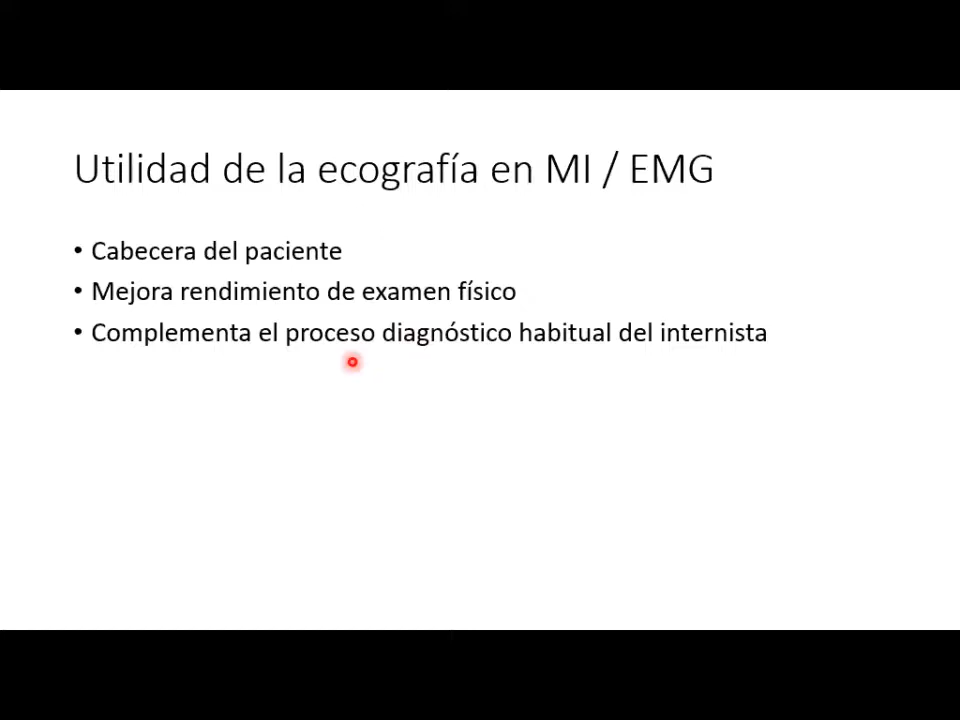 Utilidad de la ecografía en MI / EMG
• Cabecera del paciente
• Mejora rendimiento de examen físico
• Complementa el proceso diagnóstico habitual del internista